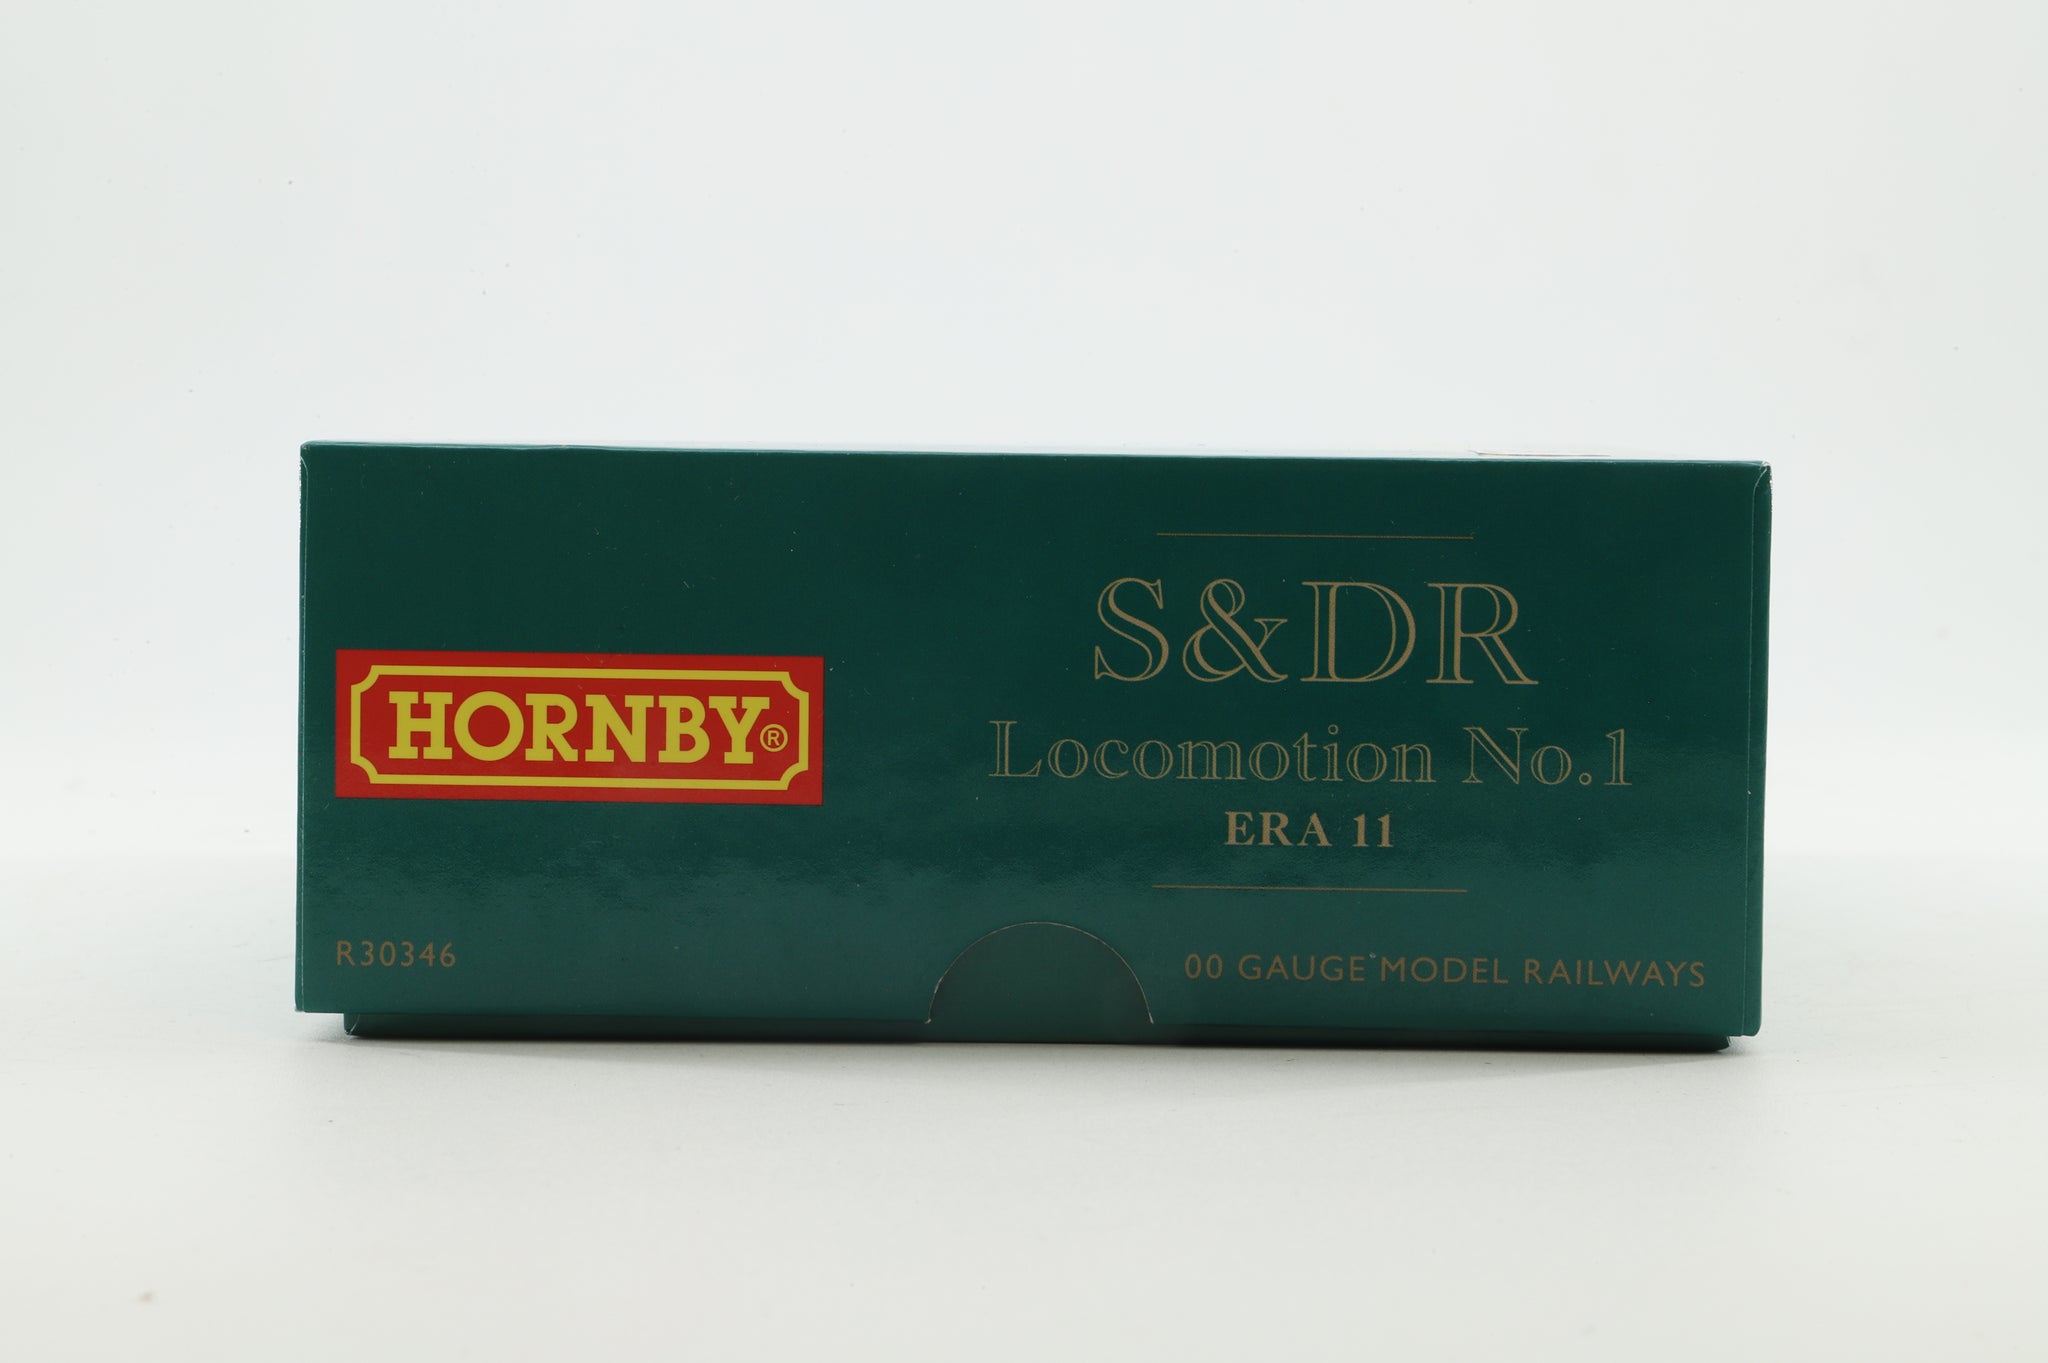 HORNBY®
S&DR
Locomotion No.1
ERA 11
R30346
00 GAUGE MODEL RAILWAYS